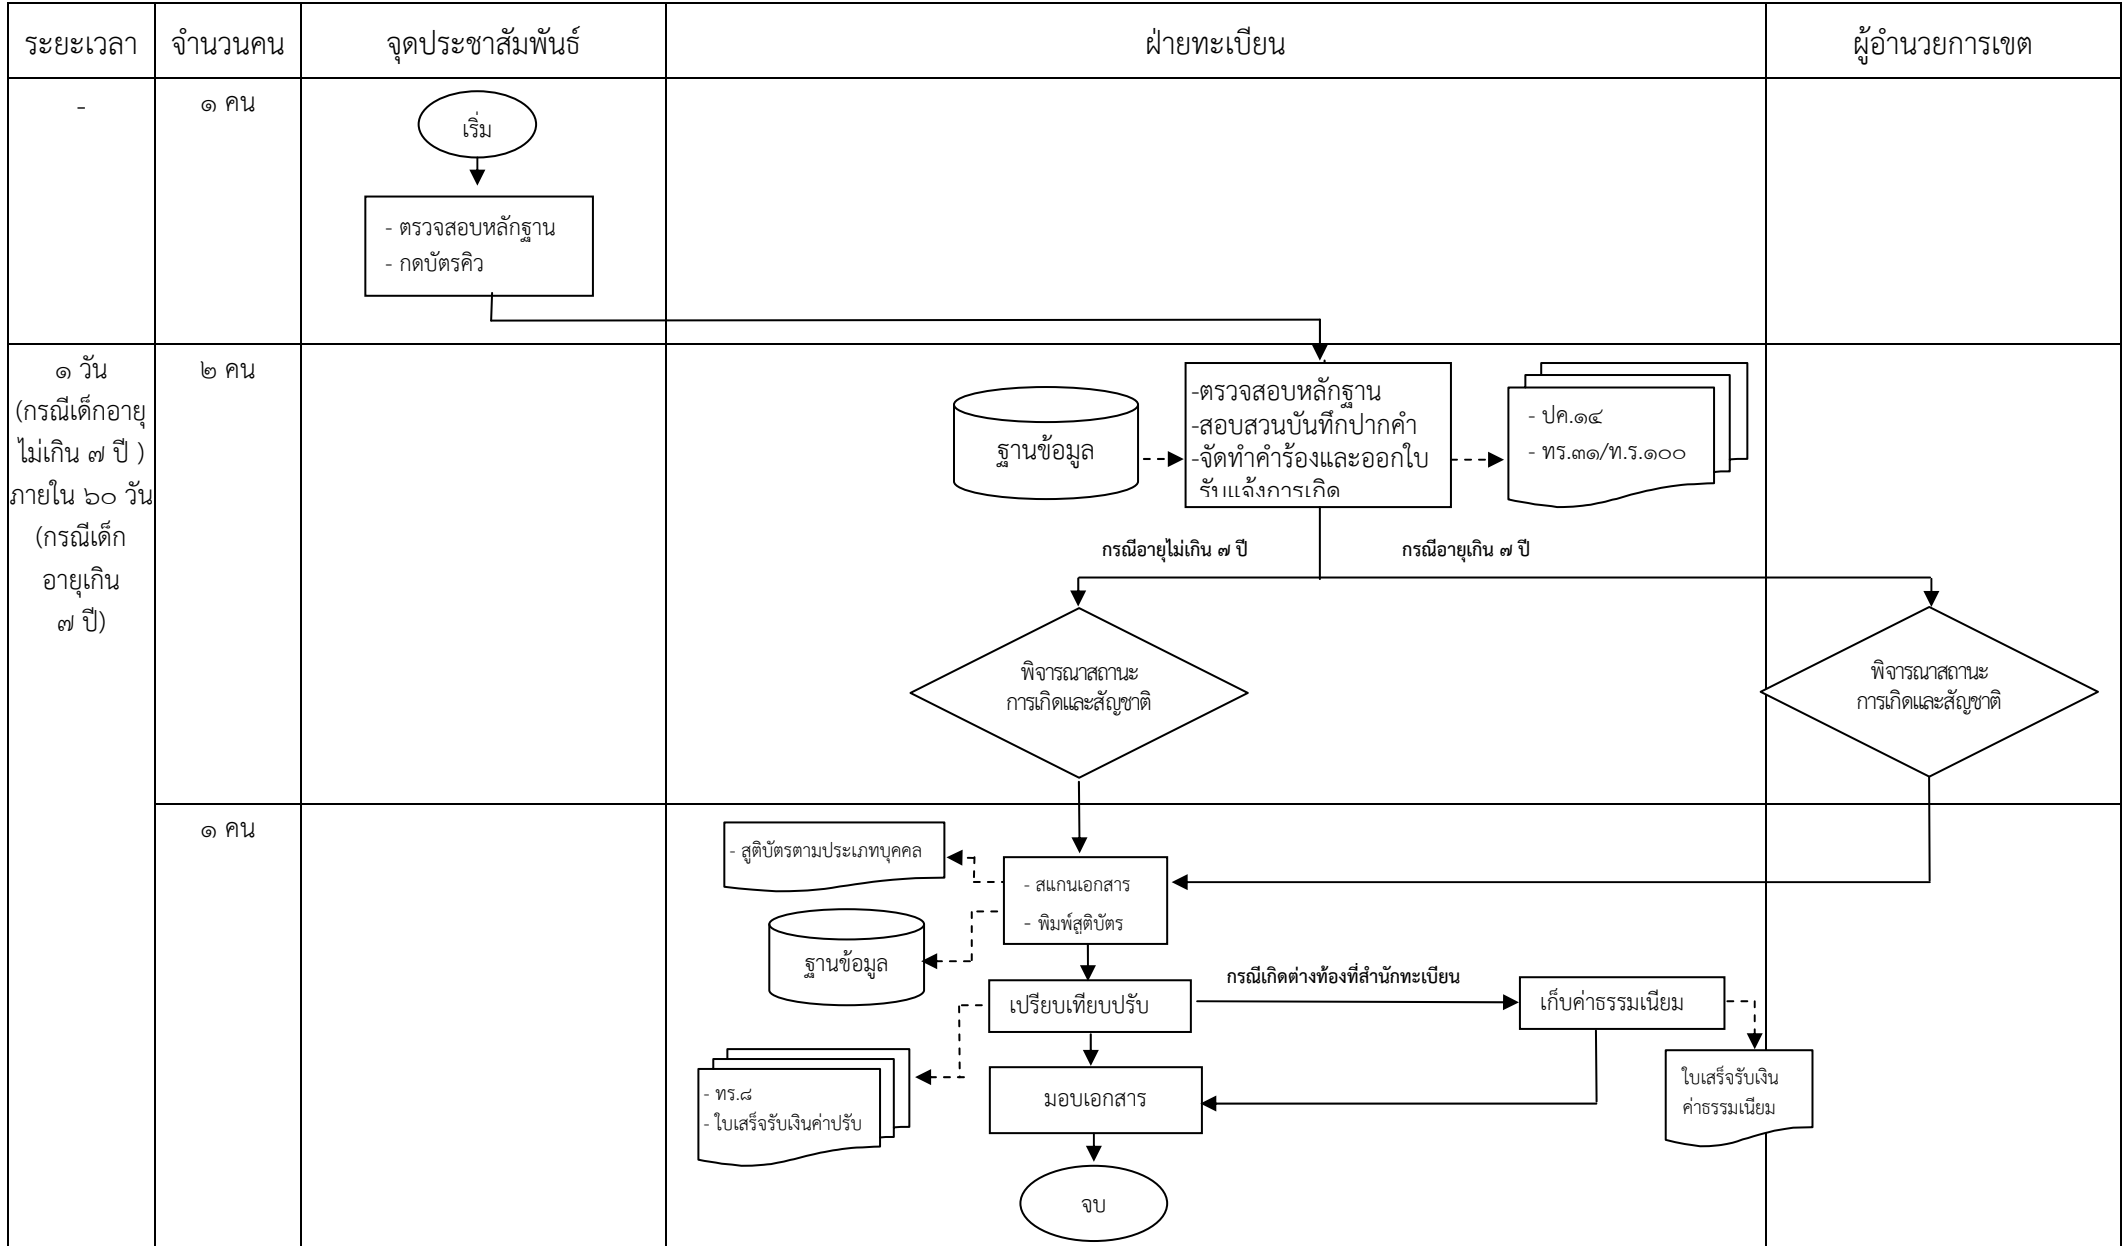 ระยะเวลา
จำนวนคน
จุดประชาสัมพันธ์
ฝ่ายทะเบียน
ผู้อำนวยการเขต
-
๑ คน
เริ่ม
- ตรวจสอบหลักฐาน
- กดบัตรคิว
๑ วัน
(กรณีเด็กอายุ
ไม่เกิน ๗ ปี )
ภายใน ๖๐ วัน
(กรณีเด็ก
อายุเกิน
๗ ปี)
๒ คน
ฐานข้อมูล
-ตรวจสอบหลักฐาน
-สอบสวนบันทึกปากคำ
-จัดทำคำร้องและออกใบ
รับแจ้งการเกิด
- ปค.๑๔
- ทร.๓๑/ท.ร.๑๐๐
กรณีอายุไม่เกิน ๗ ปี
กรณีอายุเกิน ๗ ปี
พิจารณาสถานะ
การเกิดและสัญชาติ
พิจารณาสถานะ
การเกิดและสัญชาติ
๑ คน
- สูติบัตรตามประเภทบุคคล
- สแกนเอกสาร
- พิมพ์สูติบัตร
ฐานข้อมูล
เปรียบเทียบปรับ
กรณีเกิดต่างท้องที่สำนักทะเบียน
เก็บค่าธรรมเนียม
- ทร.๘
- ใบเสร็จรับเงินค่าปรับ
มอบเอกสาร
ใบเสร็จรับเงิน
ค่าธรรมเนียม
จบ